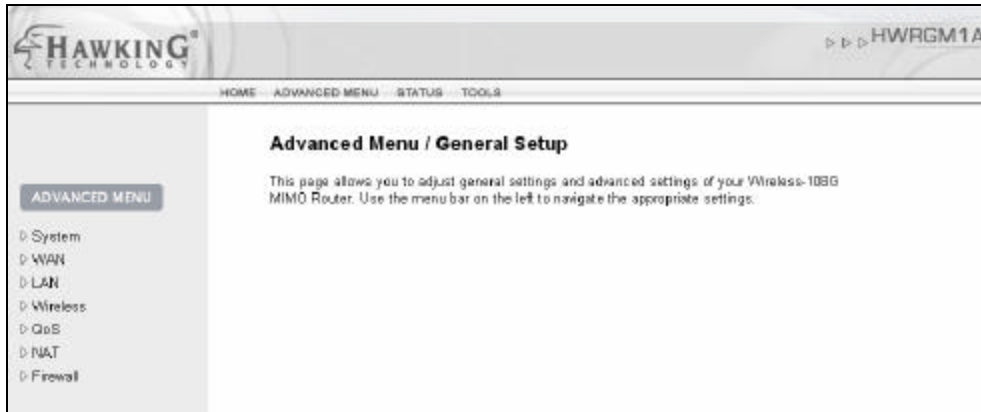 HAWKING®
TECHNOLOGY
HWRGM1A
HOME ADVANCED MENU STATUS TOOLS
Advanced Menu / General Setup
This page allows you to adjust general settings and advanced settings of your Wireless-108G
MIMO Router. Use the menu bar on the left to navigate the appropriate settings.
ADVANCED MENU
System
WAN
LAN
Wireless
QoS
NAT
Firewall